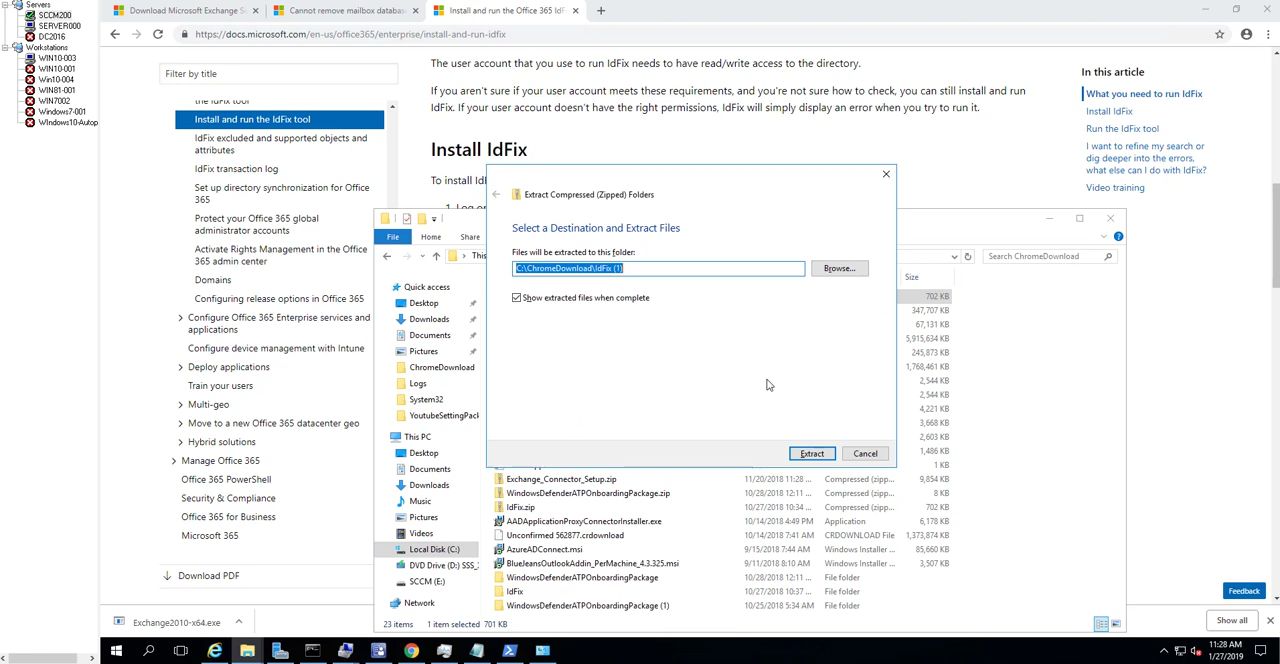 Servers
SCCM200
SERVER000
DC2016
Workstations
WIN10-003
WIN10-001
Win10-004
WIN81-001
WIN7002
Windows7-001
WIndows10-Autop
Download Microsoft Exchange S
Cannot remove mailbox databas
Install and run the Office 365 IdF
https://docs.microsoft.com/en-us/office365/enterprise/install-and-run-idfix
Filter by title
the IdFix tool
Install and run the IdFix tool
IdFix excluded and supported objects and
attributes
IdFix transaction log
Set up directory synchronization for Office
365
Protect your Office 365 global
administrator accounts
Activate Rights Management in the Office
365 admin center
Domains
Configuring release options in Office 365
Configure Office 365 Enterprise services and
applications
Configure device management with Intune
Deploy applications
Train your users
Multi-geo
Move to a new Office 365 datacenter geo
Hybrid solutions
Manage Office 365
Office 365 PowerShell
Security & Compliance
Office 365 for Business
Microsoft 365
Download PDF
The user account that you use to run IdFix needs to have read/write access to the directory.
If you aren't sure if your user account meets these requirements, and you're not sure how to check, you can still install and run
IdFix. If your user account doesn't have the right permissions, IdFix will simply display an error when you try to run it.
Install IdFix
To install Id
In this article
What you need to run IdFix
Install IdFix
Run the IdFix tool
I want to refine my search or
dig deeper into the errors,
what else can I do with IdFix?
Video training
Feedback
Extract Compressed (Zipped) Folders
Select a Destination and Extract Files
Files will be extracted to this folder:
C:\ChromeDownload\IdFix (1)
Browse...
Show extracted files when complete
Extract
Cancel
File
Home
Share
This
Search ChromeDownload
Size
Quick access
Desktop
Downloads
Documents
Pictures
ChromeDownload
Logs
System32
YoutubeSettingPack
This PC
Desktop
Documents
Downloads
Music
Pictures
Videos
Local Disk (C:)
DVD Drive (D:) SSS_
SCCM (E:)
Network
702 KB
347,707 KB
67,131 KB
5,915,634 KB
245,873 KB
1,768,461 KB
2,544 KB
2,544 KB
4,221 KB
3,668 KB
2,603 KB
1,486 KB
1 KB
Exchange_Connector_Setup.zip 11/20/2018 11:28 ... Compressed (zipp... 9,854 KB
WindowsDefenderATPOnboardingPackage.zip 10/28/2018 12:11 ... Compressed (zipp... 8 KB
IdFix.zip 10/27/2018 10:34 ... Compressed (zipp... 702 KB
AADApplicationProxyConnectorInstaller.exe 10/14/2018 4:49 PM Application 6,178 KB
Unconfirmed 562877.crdownload 10/14/2018 7:41 AM CRDOWNLOAD File 1,373,874 KB
AzureADConnect.msi 9/15/2018 7:44 AM Windows Installer ... 85,660 KB
BlueJeansOutlookAddin_PerMachine_4.3.325.msi 9/11/2018 8:10 AM Windows Installer ... 3,507 KB
WindowsDefenderATPOnboardingPackage 10/28/2018 12:11 ... File folder
IdFix 10/27/2018 10:37 ... File folder
WindowsDefenderATPOnboardingPackage (1) 10/25/2018 5:34 AM File folder
23 items 1 item selected 701 KB
Exchange2010-x64.exe
Show all
11:28 AM
1/27/2019